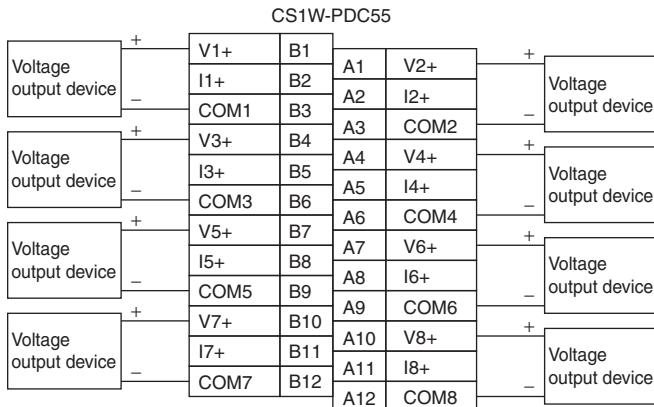 CS1W-PDC55
Voltage
output device
+
−
Voltage
output device
+
−
Voltage
output device
+
−
Voltage
output device
+
−
V1+ B1
I1+ B2
COM1 B3
V3+ B4
I3+ B5
COM3 B6
V5+ B7
I5+ B8
COM5 B9
V7+ B10
I7+ B11
COM7 B12
A1 V2+
A2 I2+
A3 COM2
A4 V4+
A5 I4+
A6 COM4
A7 V6+
A8 I6+
A9 COM6
A10 V8+
A11 I8+
A12 COM8
+
−
Voltage
output device
+
−
Voltage
output device
+
−
Voltage
output device
+
−
Voltage
output device